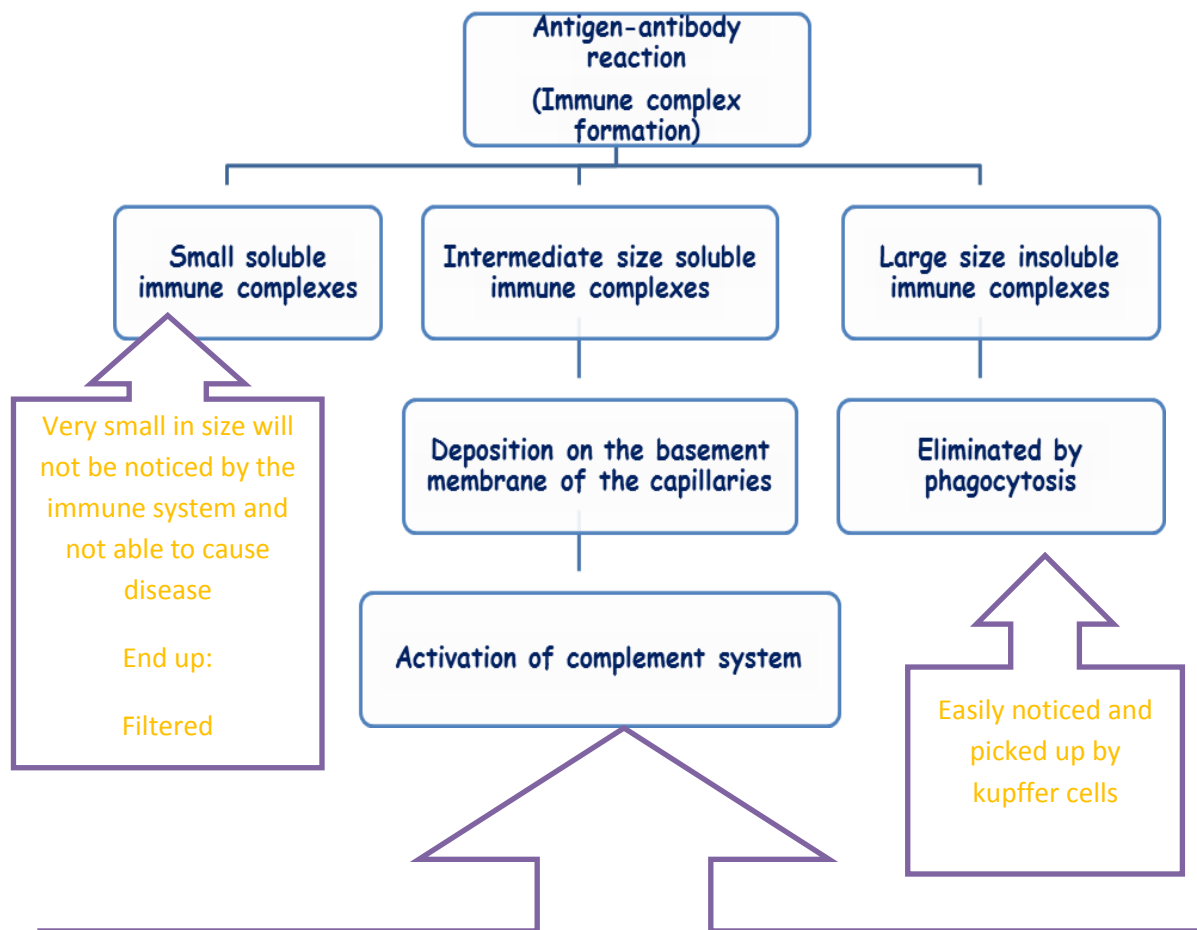 Antigen-antibody
reaction
(Immune complex
formation)
Small soluble
immune complexes
Intermediate size soluble
immune complexes
Large size insoluble
immune complexes
Very small in size will
not be noticed by the
immune system and
not able to cause
disease
End up:
Filtered
Deposition on the basement
membrane of the capillaries
Eliminated by
phagocytosis
Activation of complement system
Easily noticed and
picked up by
kupffer cells